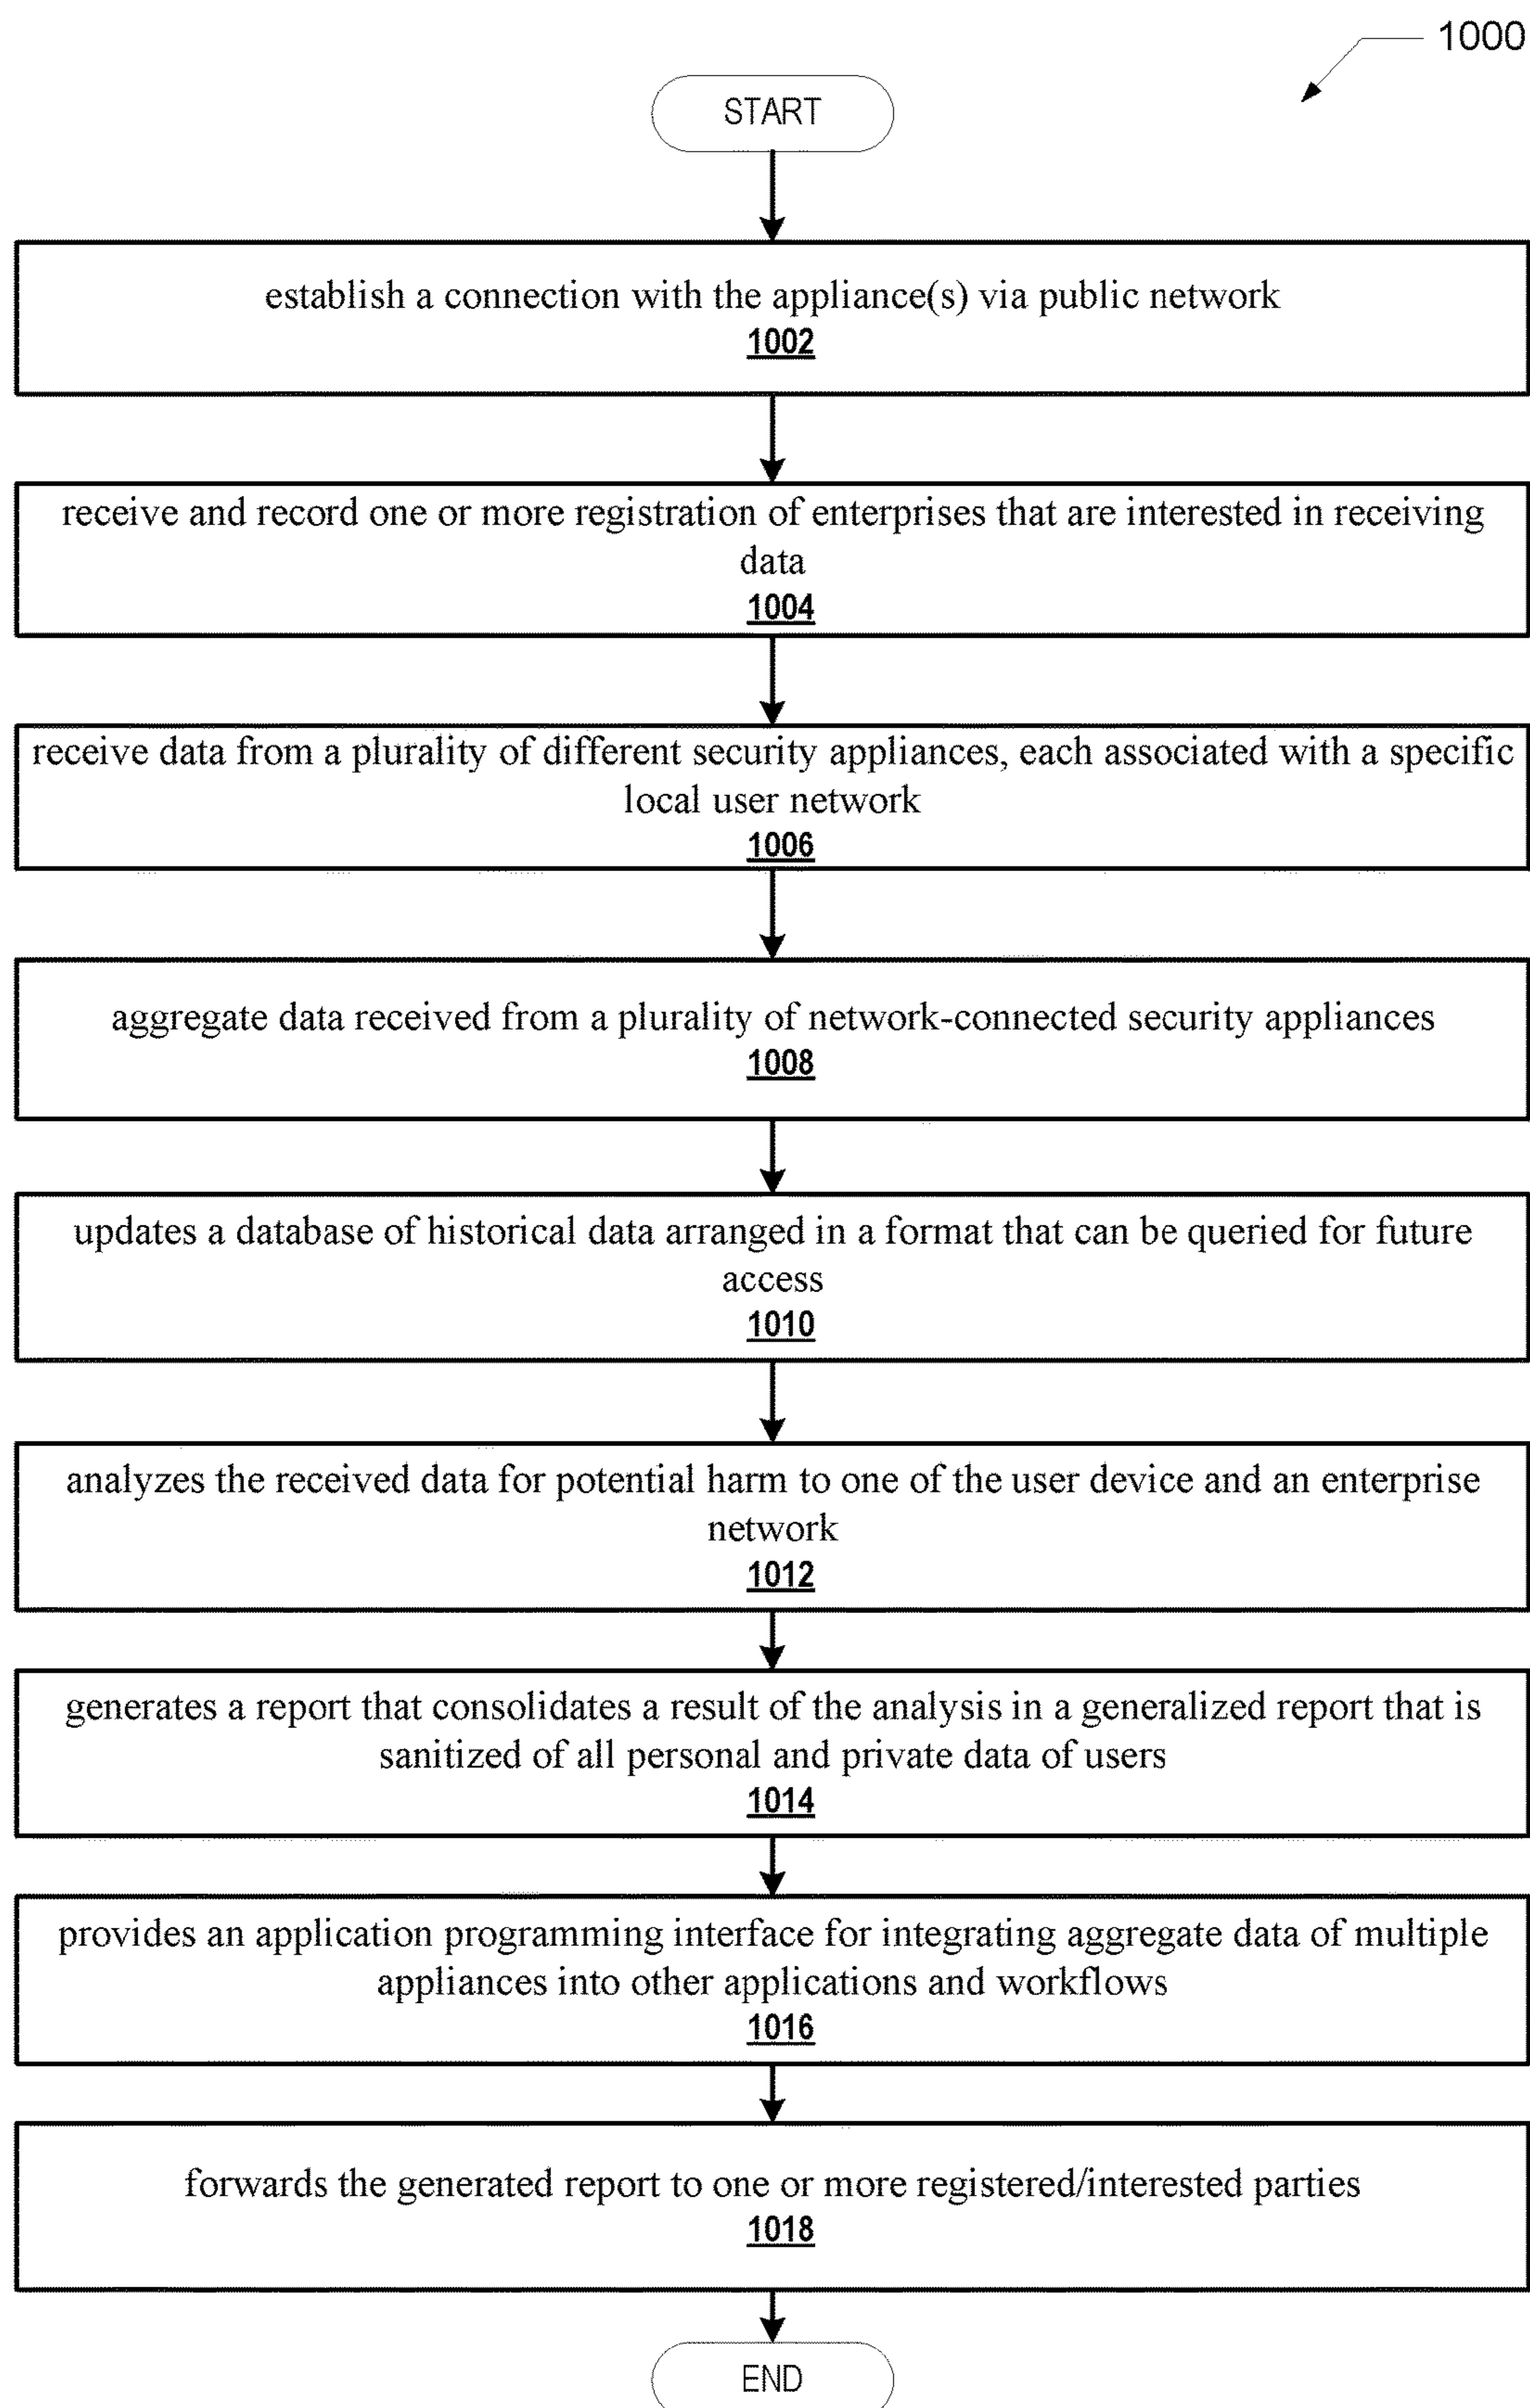 1000
START
establish a connection with the appliance(s) via public network
1002
receive and record one or more registration of enterprises that are interested in receiving
data
1004
receive data from a plurality of different security appliances, each associated with a specific
local user network
1006
aggregate data received from a plurality of network-connected security appliances
1008
updates a database of historical data arranged in a format that can be queried for future
access
1010
analyzes the received data for potential harm to one of the user device and an enterprise
network
1012
generates a report that consolidates a result of the analysis in a generalized report that is
sanitized of all personal and private data of users
1014
provides an application programming interface for integrating aggregate data of multiple
appliances into other applications and workflows
1016
forwards the generated report to one or more registered/interested parties
1018
END